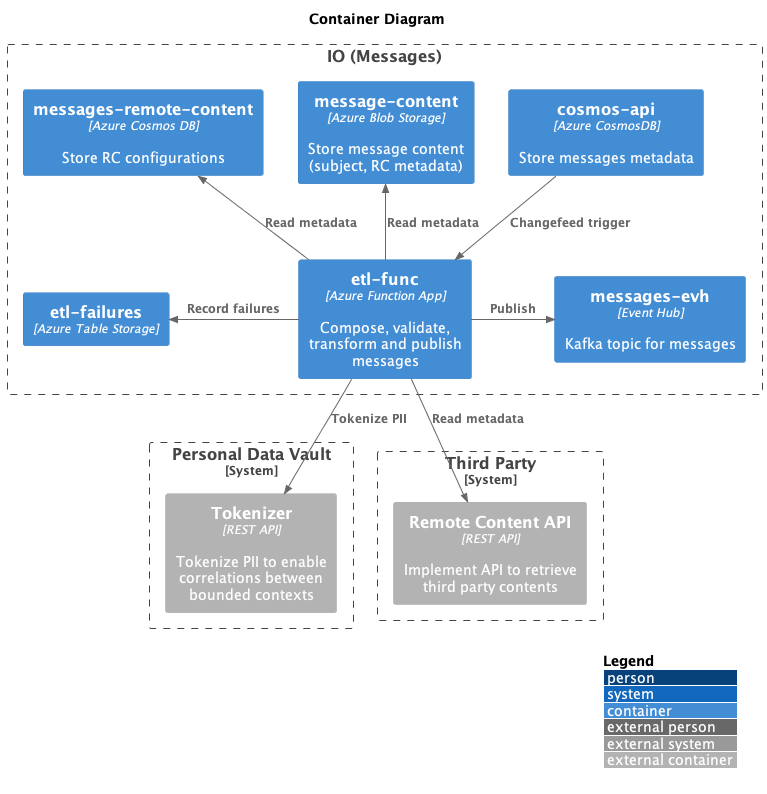 Container Diagram
IO (Messages)
messages-remote-content
[Azure Cosmos DB]
Store RC configurations
message-content
[Azure Blob Storage]
Store message content
(subject, RC metadata)
cosmos-api
[Azure CosmosDB]
Store messages metadata
Read metadata
Read metadata
Changefeed trigger
etl-failures
[Azure Table Storage]
Record failures
etl-func
[Azure Function App]
Compose, validate,
transform and publish
messages
Publish
messages-evh
[Event Hub]
Kafka topic for messages
Tokenize PII
Read metadata
Personal Data Vault
[System]
Tokenizer
[REST API]
Tokenize PII to enable
correlations between
bounded contexts
Third Party
[System]
Remote Content API
[REST API]
Implement API to retrieve
third party contents
Legend
person
system
container
external person
external system
external container